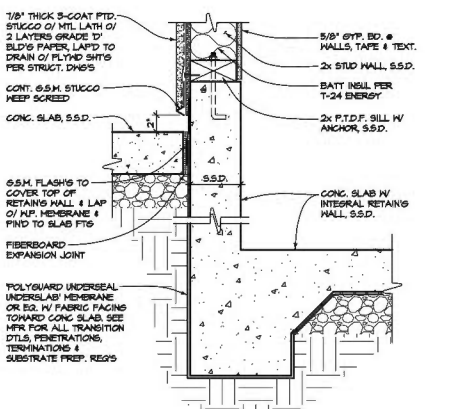 7/8" THICK 3-COAT PTD.
STUCCO O/ MTL LATH O/
2 LAYERS GRADE 'D'
BLD'G PAPER, LAP'D TO
DRAIN O/ PLYWD SHT'G
PER STRUCT. DWG'S
CONT. G.S.M. STUCCO
WEEP SCREED
CONC. SLAB, S.S.D.
2"
G.S.M. FLASH'G TO
COVER TOP OF
RETAIN'G WALL & LAP
O/ W.P. MEMBRANE &
PIN'D TO SLAB FTG
FIBERBOARD
EXPANSION JOINT
'POLYGUARD UNDERSEAL
UNDERSLAB' MEMBRANE
OR EQ. W/ FABRIC FACING
TOWARD CONC SLAB. SEE
MFR FOR ALL TRANSITION
DTLS, PENETRATIONS,
TERMINATIONS &
SUBSTRATE PREP. REQ'S
S.S.D.
5/8" GYP. BD. @
WALLS, TAPE & TEXT.
2x STUD WALL, S.S.D.
BATT INSUL PER
T-24 ENERGY
2x P.T.D.F. SILL W/
ANCHOR, S.S.D.
CONC. SLAB W/
INTEGRAL RETAIN'G
WALL, S.S.D.